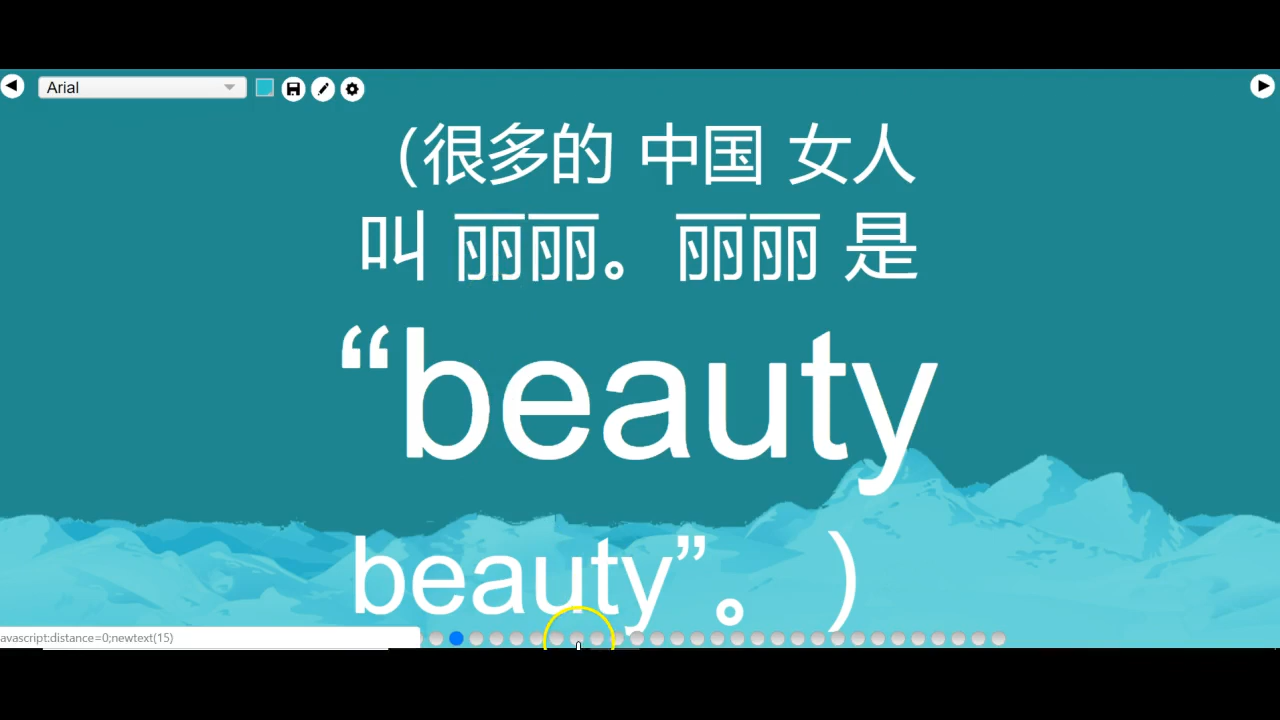 Arial
(很多的 中国 女人
叫 丽丽。丽丽 是
“beauty
beauty”。)
avascript:distance=0;newtext(15)